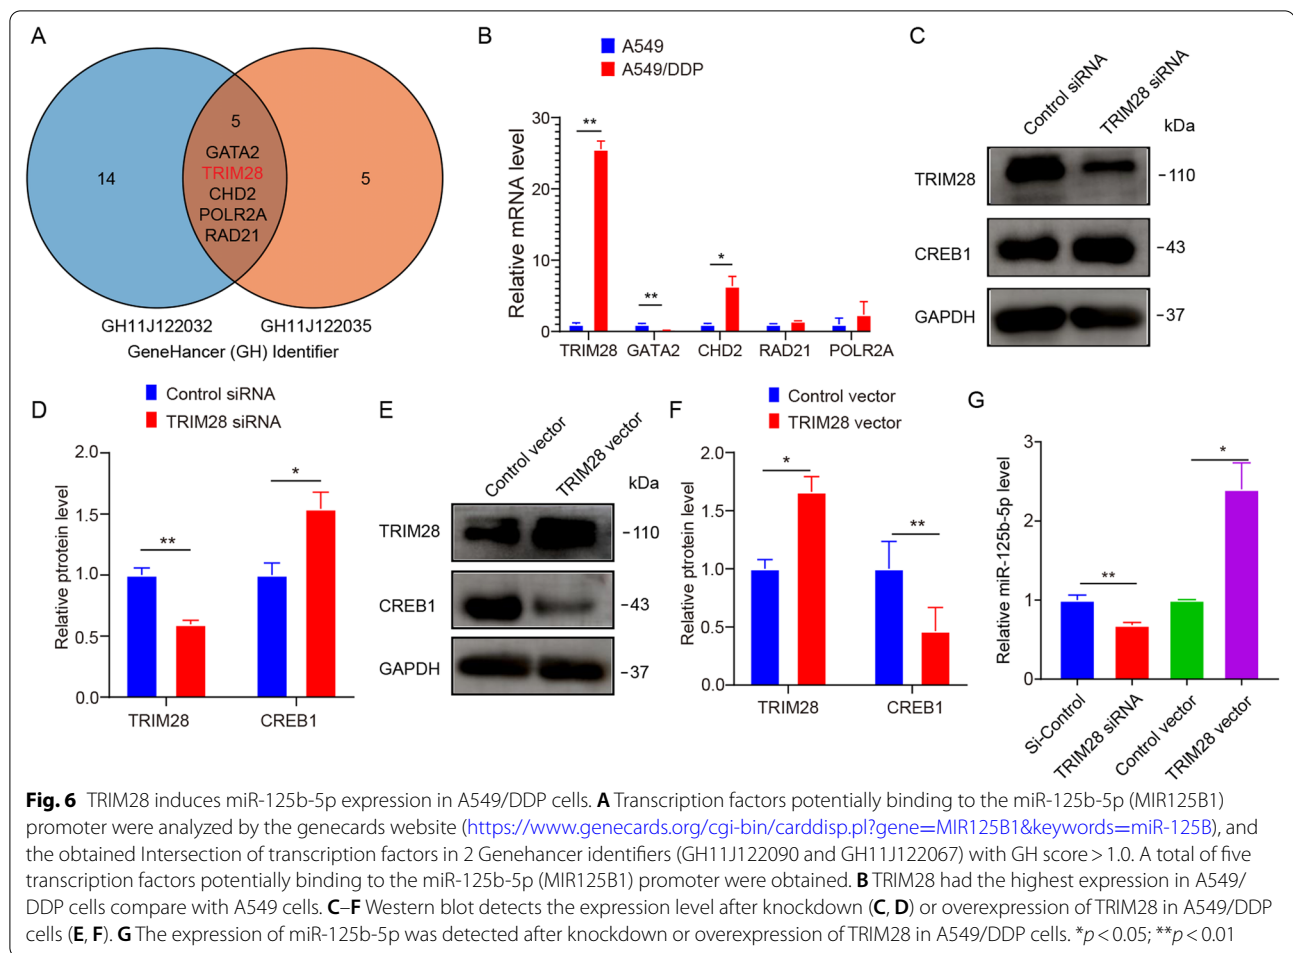 A
5
GATA2
TRIM28
CHD2
POLR2A
RAD21
14
5
GH11J122032 GH11J122035
GeneHancer (GH) Identifier
B
A549
A549/DDP
Relative mRNA level
30
20
10
0
**
**
*
TRIM28 GATA2 CHD2 RAD21 POLR2A
C
Control siRNA
TRIM28 siRNA
kDa
TRIM28
-110
CREB1
-43
GAPDH
-37
D
Control siRNA
TRIM28 siRNA
Relative ptrotein level
2.0
1.5
1.0
0.5
0.0
**
*
TRIM28 CREB1
E
Control vector
TRIM28 vector
kDa
TRIM28
-110
CREB1
-43
GAPDH
-37
F
Control vector
TRIM28 vector
Relative ptrotein level
2.0
1.5
1.0
0.5
0.0
*
**
TRIM28 CREB1
G
Relative miR-125b-5p level
3
2
1
0
**
*
Si-Control
TRIM28 siRNA
Control vector
TRIM28 vector
Fig. 6 TRIM28 induces miR-125b-5p expression in A549/DDP cells. A Transcription factors potentially binding to the miR-125b-5p (MIR125B1)
promoter were analyzed by the genecards website (https://www.genecards.org/cgi-bin/carddisp.pl?gene=MIR125B1&keywords=miR-125B), and
the obtained Intersection of transcription factors in 2 Genehancer identifiers (GH11J122090 and GH11J122067) with GH score > 1.0. A total of five
transcription factors potentially binding to the miR-125b-5p (MIR125B1) promoter were obtained. B TRIM28 had the highest expression in A549/
DDP cells compare with A549 cells. C–F Western blot detects the expression level after knockdown (C, D) or overexpression of TRIM28 in A549/DDP
cells (E, F). G The expression of miR-125b-5p was detected after knockdown or overexpression of TRIM28 in A549/DDP cells. *p < 0.05; **p < 0.01